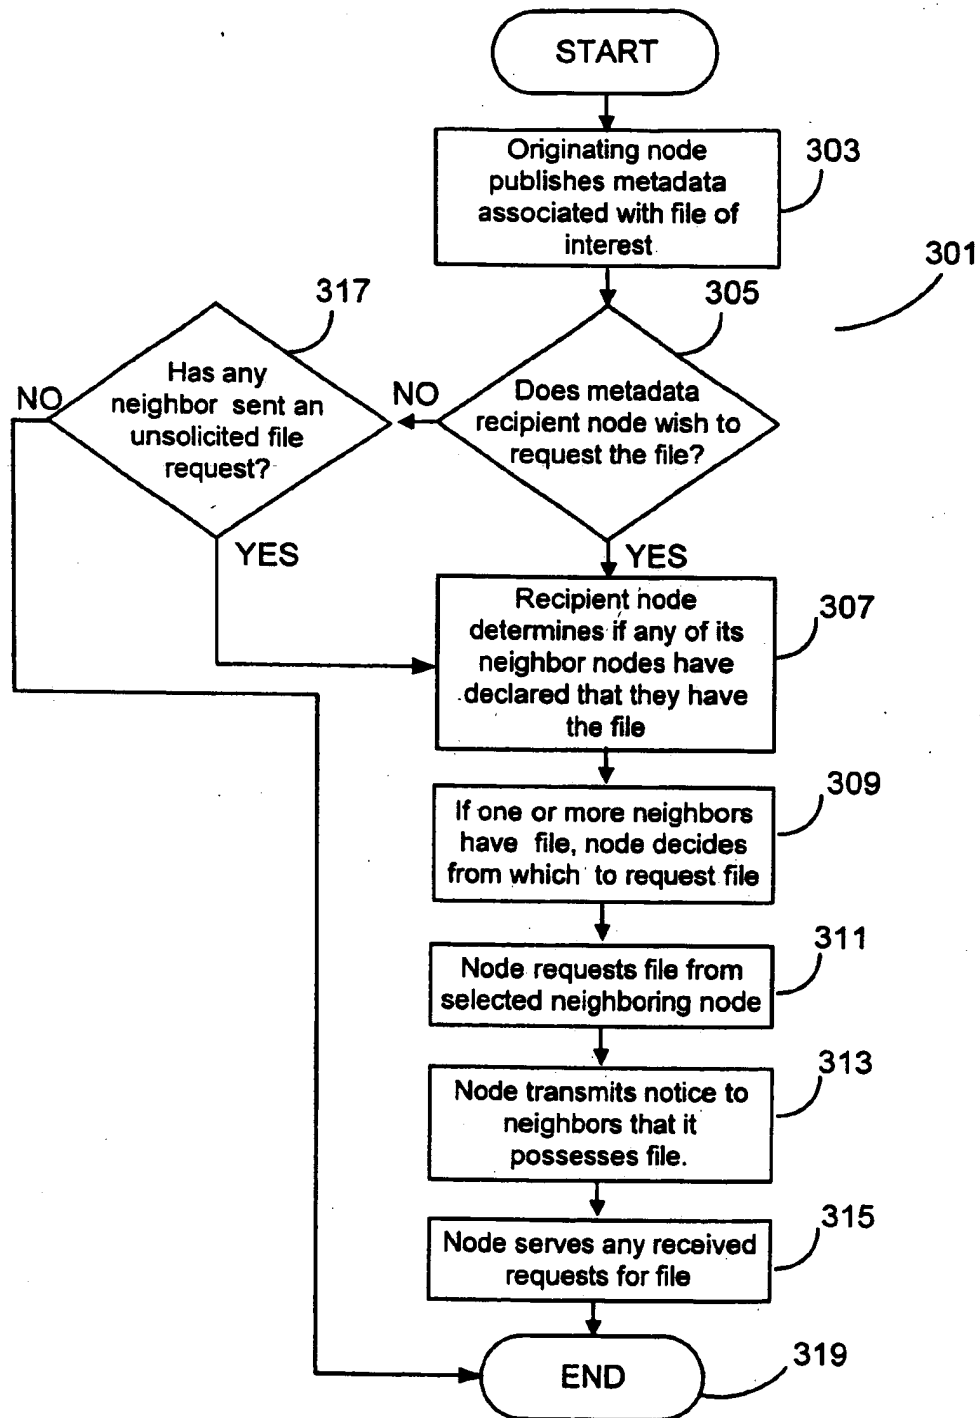 START
Originating node
publishes metadata
associated with file of
interest
303
301
305
317
Does metadata
recipient node wish to
request the file?
NO
Has any
neighbor sent an
unsolicited file
request?
NO
YES
YES
Recipient node
determines if any of its
neighbor nodes have
declared that they have
the file
307
If one or more neighbors
have file, node decides
from which to request file
309
Node requests file from
selected neighboring node
311
Node transmits notice to
neighbors that it
possesses file.
313
Node serves any received
requests for file
315
END
319